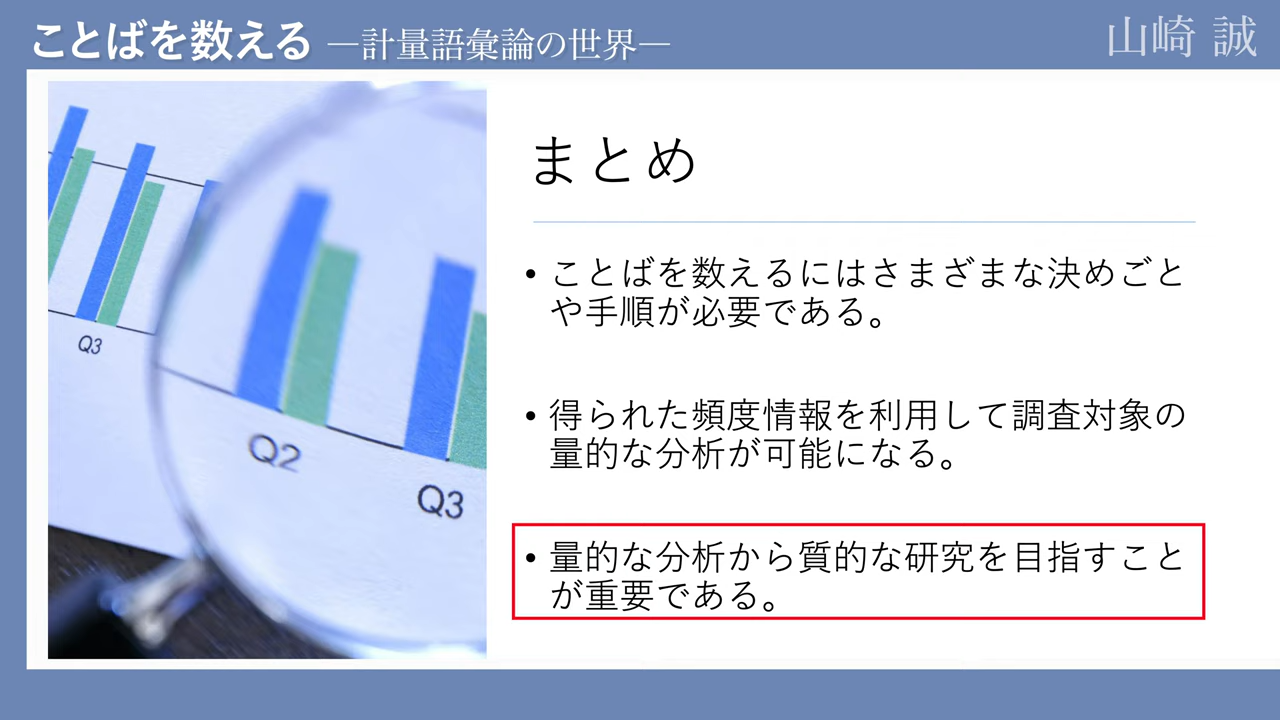 ことばを数える ―計量語彙論の世界―
山崎 誠
まとめ
• ことばを数えるにはさまざまな決めごと
や手順が必要である。
• 得られた頻度情報を利用して調査対象の
量的な分析が可能になる。
• 量的な分析から質的な研究を目指すこと
が重要である。
Q3
Q2
Q3